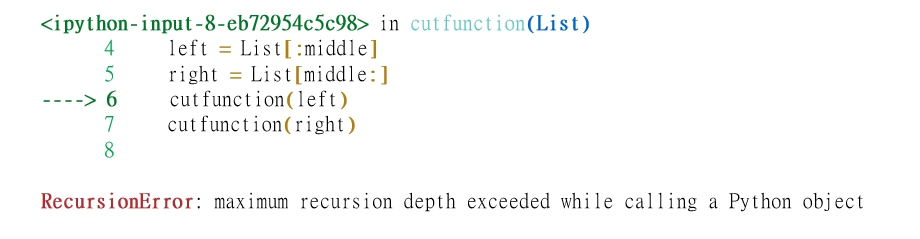 <ipython-input-8-eb72954c5c98> in cutfunction(List)
4     left = List[:middle]
5     right = List[middle:]
----> 6     cutfunction(left)
7     cutfunction(right)
8
RecursionError: maximum recursion depth exceeded while calling a Python object